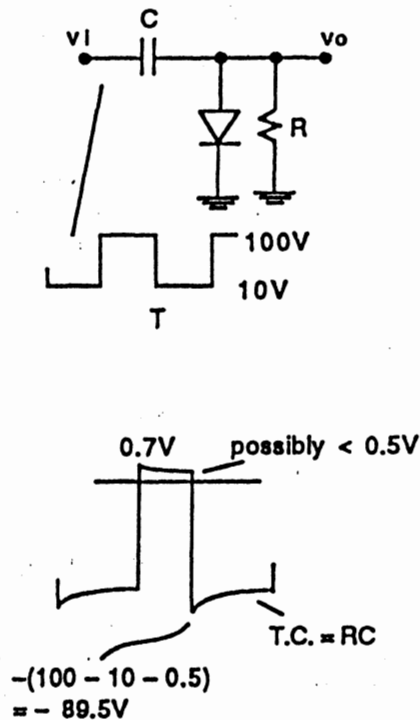 C
vi
vo
R
100V
10V
T
0.7V
possibly < 0.5V
T.C. = RC
-(100 - 10 - 0.5)
= - 89.5V